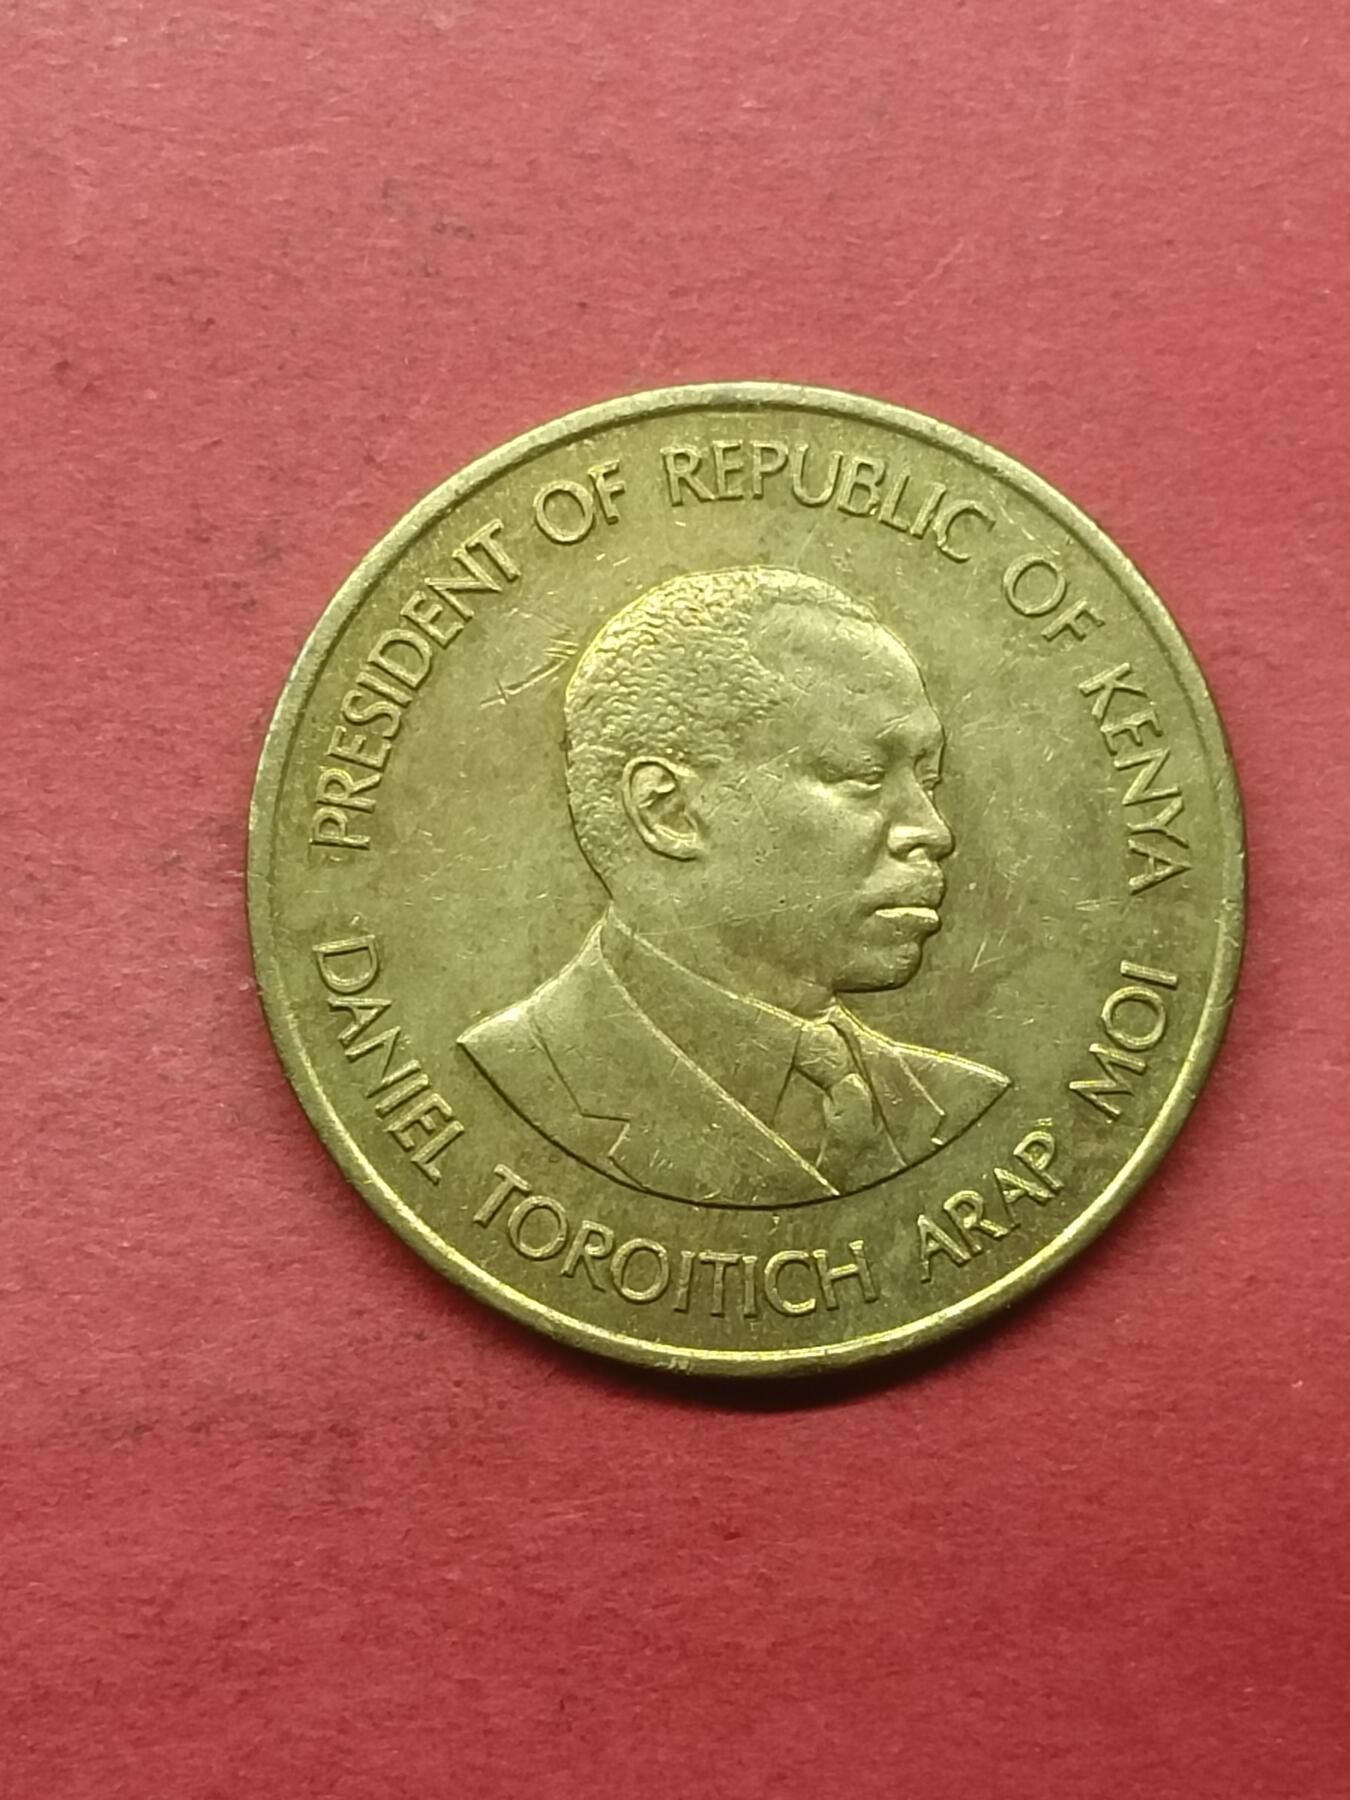 PRESIDENT OF REPUBLIC OF KENYA
DANIEL TOROITICH ARAP MOI